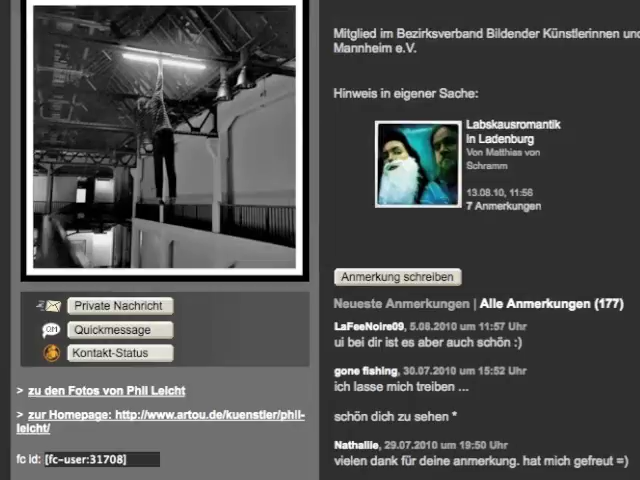 Mitglied im Bezirksverband Bildender Künstlerinnen und
Mannheim e.V.
Hinweis in eigener Sache:
Labskausromantik
in Ladenburg
Von Matthias von
Schramm
13.08.10, 11:56
7 Anmerkungen
Anmerkung schreiben
Neueste Anmerkungen | Alle Anmerkungen (177)
LaFeeNoire09, 5.08.2010 um 11:57 Uhr
ui bei dir ist es aber auch schön :)
gone fishing, 30.07.2010 um 15:52 Uhr
ich lasse mich treiben ...
schön dich zu sehen *
Nathallie, 29.07.2010 um 19:50 Uhr
vielen dank für deine anmerkung. hat mich gefreut =)
Private Nachricht
QM Quickmessage
Kontakt-Status
> zu den Fotos von Phil Leicht
> zur Homepage: http://www.artou.de/kuenstler/phil-
leicht/
fc id: [fc-user:31708]